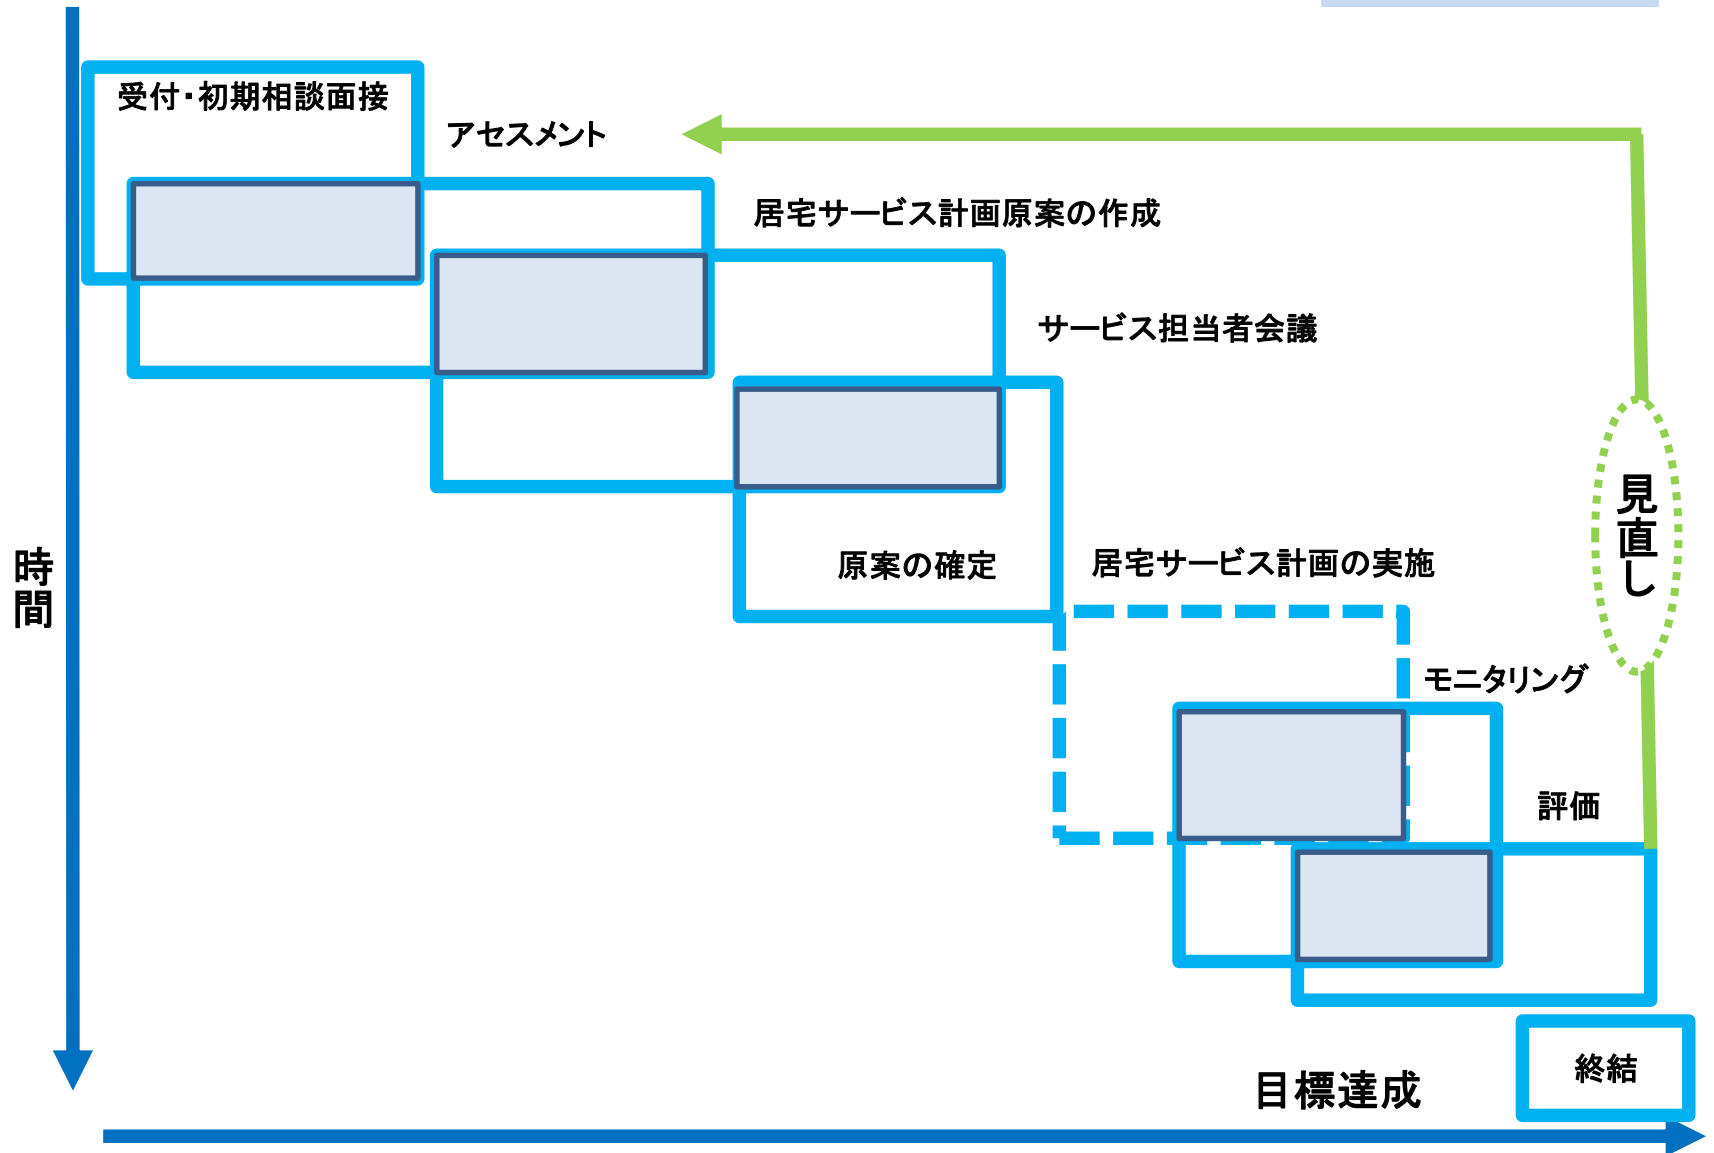 受付・初期相談面接
アセスメント
居宅サービス計画原案の作成
サービス担当者会議
原案の確定
居宅サービス計画の実施
見直し
時間
モニタリング
評価
終結
目標達成